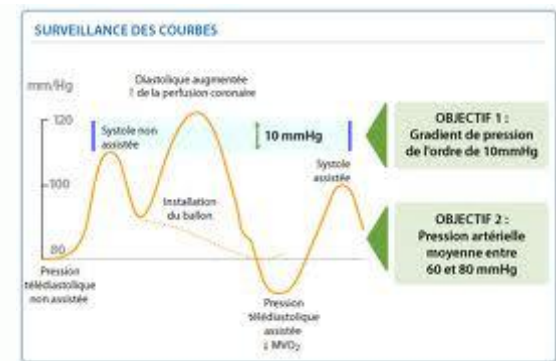 SURVEILLANCE DES COURBES
mm/Hg
Diastolique augmentée
↑ de la perfusion coronaire
120
Systole non
assistée
10 mmHg
Systole
assistée
100
Installation
du ballon
80
Pression
télédiastolique
non assistée
Pression
télédiastolique
assistée
↓ MVO2
OBJECTIF 1 :
Gradient de pression
de l'ordre de 10mmHg
OBJECTIF 2 :
Pression artérielle
moyenne entre
60 et 80 mmHg